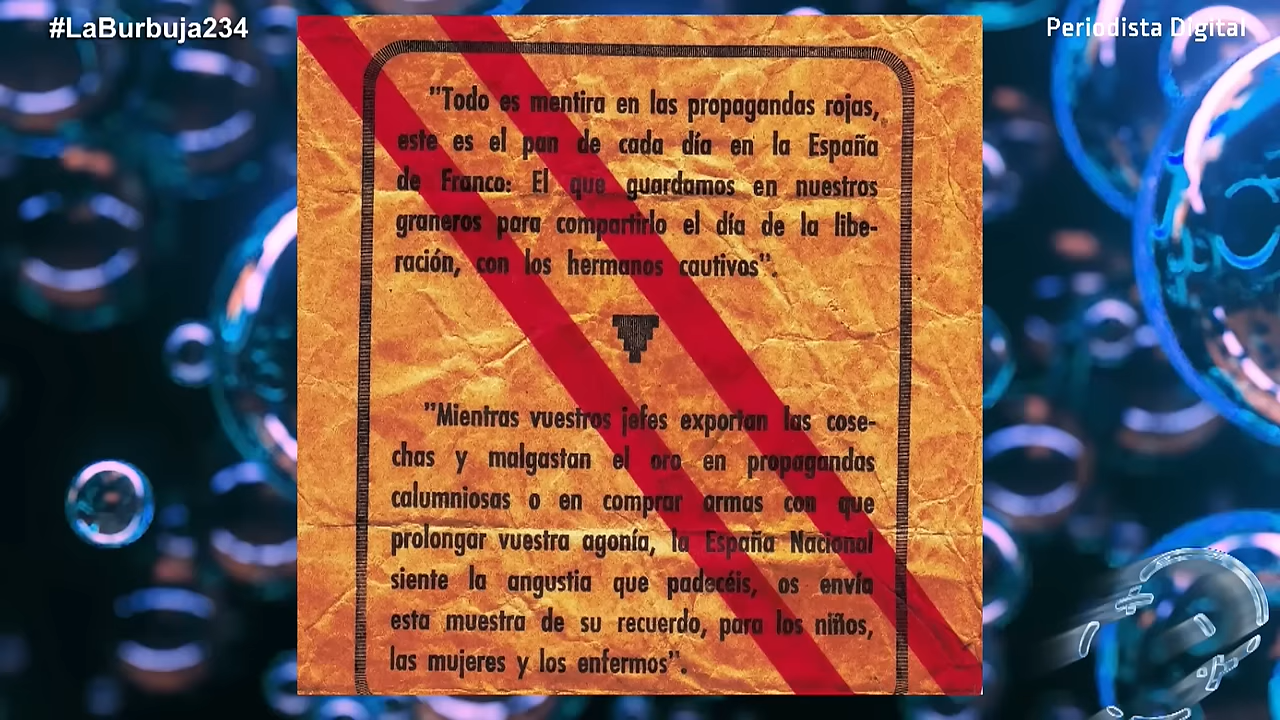 #LaBurbuja234
Periodista Digital
"Todo es mentira en las propagandas rojas,
este es el pan de cada día en la España
de Franco: El que guardamos en nuestros
graneros para compartirlo el día de la libe-
ración, con los hermanos cautivos".
"Mientras vuestros jefes exportan las cose-
chas y malgastan el oro en propagandas
calumniosas o en comprar armas con que
prolongar vuestra agonía, la España Nacional
siente la angustia que padecéis, os envía
esta muestra de su recuerdo, para los niños,
las mujeres y los enfermos".